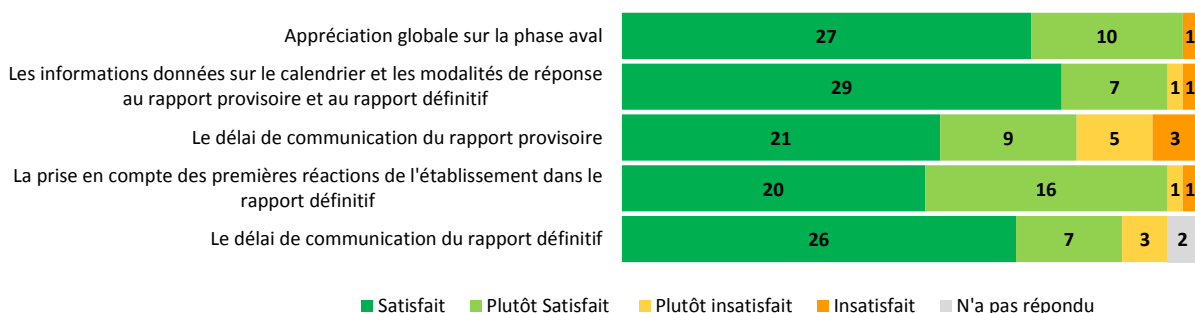 Appréciation globale sur la phase aval
27 10 1
Les informations données sur le calendrier et les modalités de réponse
au rapport provisoire et au rapport définitif
29 7 1 1
Le délai de communication du rapport provisoire
21 9 5 3
La prise en compte des premières réactions de l'établissement dans le
rapport définitif
20 16 1 1
Le délai de communication du rapport définitif
26 7 3 2
Satisfait Plutôt Satisfait Plutôt insatisfait Insatisfait N'a pas répondu